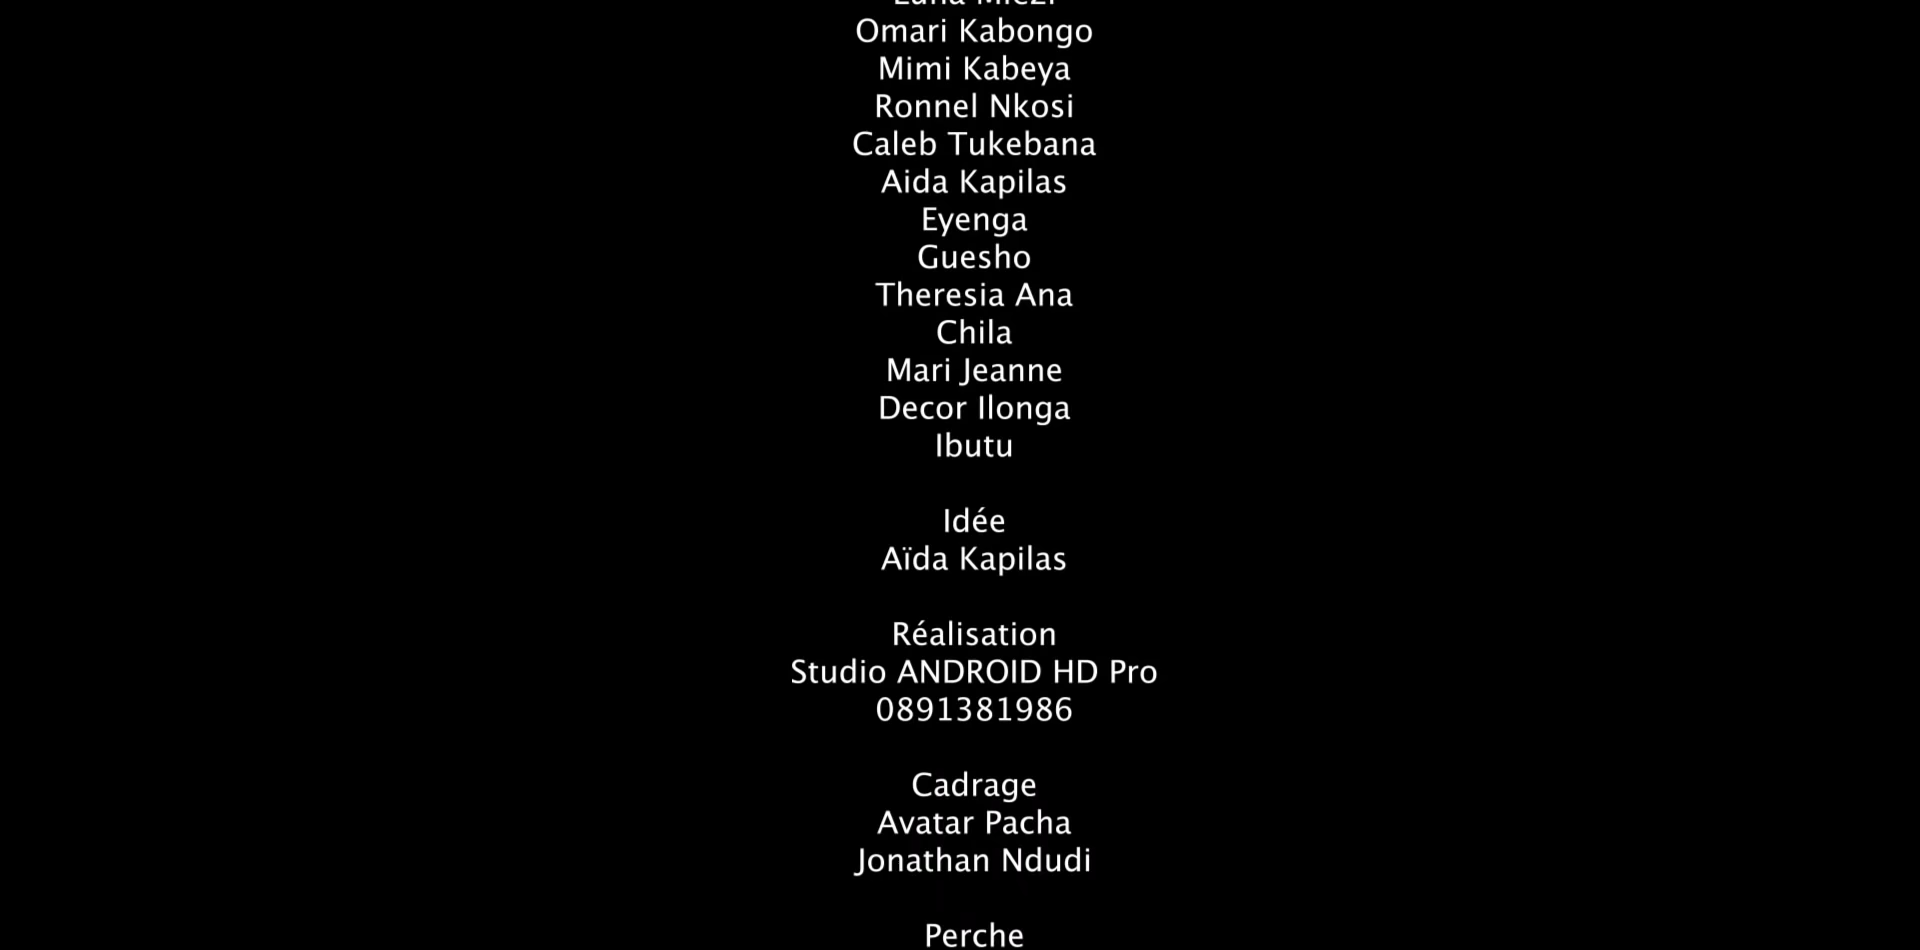 Omari Kabongo
Mimi Kabeya
Ronnel Nkosi
Caleb Tukebana
Aida Kapilas
Eyenga
Guesho
Theresia Ana
Chila
Mari Jeanne
Decor Ilonga
Ibutu
Idée
Aïda Kapilas
Réalisation
Studio ANDROID HD Pro
0891381986
Cadrage
Avatar Pacha
Jonathan Ndudi
Perche